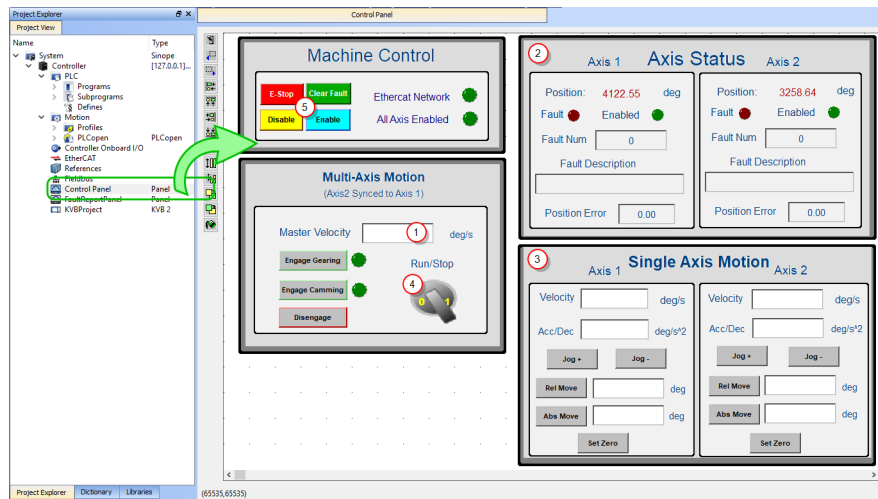 Project Explorer
Project View
Name Type
System Sinope
Controller [127.0.0.1]...
PLC
Programs
Subprograms
Defines
Motion
Profiles
PLCopen PLCopen
Controller Onboard I/O
EtherCAT
References
Fieldbus
Control Panel Panel
FaultReportPanel Panel
KVBProject KVB 2
Project Explorer Dictionary Libraries
Control Panel
Machine Control
E-Stop Clear Fault Ethercat Network
5
Disable Enable All Axis Enabled
Multi-Axis Motion
(Axis2 Synced to Axis 1)
Master Velocity 1 deg/s
Engage Gearing Run/Stop
Engage Camming 4
0 1
Disengage
2
Axis 1 Axis Status Axis 2
Position: 4122.55 deg Position: 3258.64 deg
Fault Enabled Fault Enabled
Fault Num 0 Fault Num 0
Fault Description Fault Description
Position Error 0.00 Position Error 0.00
3
Axis 1 Single Axis Motion Axis 2
Velocity deg/s Velocity deg/s
Acc/Dec deg/s^2 Acc/Dec deg/s^2
Jog + Jog - Jog + Jog -
Rel Move deg Rel Move deg
Abs Move deg Abs Move deg
Set Zero Set Zero
(65535,65535)